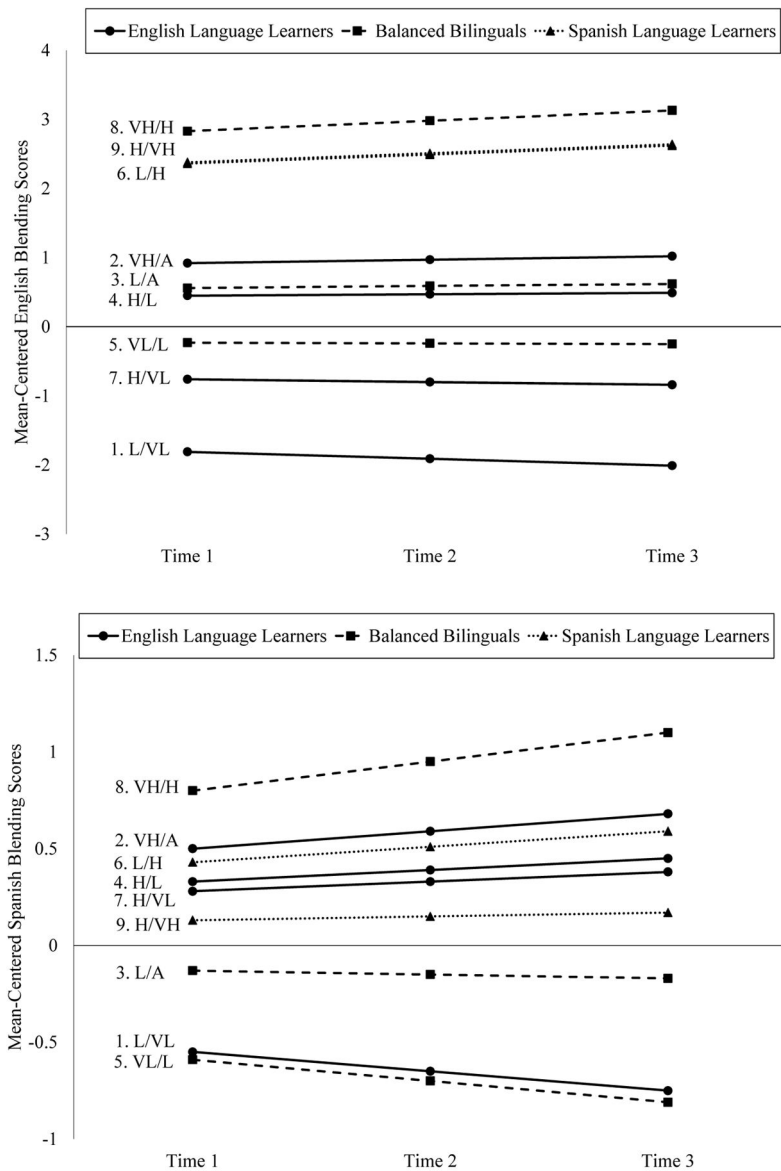 English Language Learners Balanced Bilinguals Spanish Language Learners
4
3
2
1
0
-1
-2
-3
Mean-Centered English Blending Scores
8. VH/H
9. H/VH
6. L/H
2. VH/A
3. L/A
4. H/L
5. VL/L
7. H/VL
1. L/VL
Time 1 Time 2 Time 3
English Language Learners Balanced Bilinguals Spanish Language Learners
1.5
1
0.5
0
-0.5
-1
Mean-Centered Spanish Blending Scores
8. VH/H
2. VH/A
6. L/H
4. H/L
7. H/VL
9. H/VH
3. L/A
1. L/VL
5. VL/L
Time 1 Time 2 Time 3